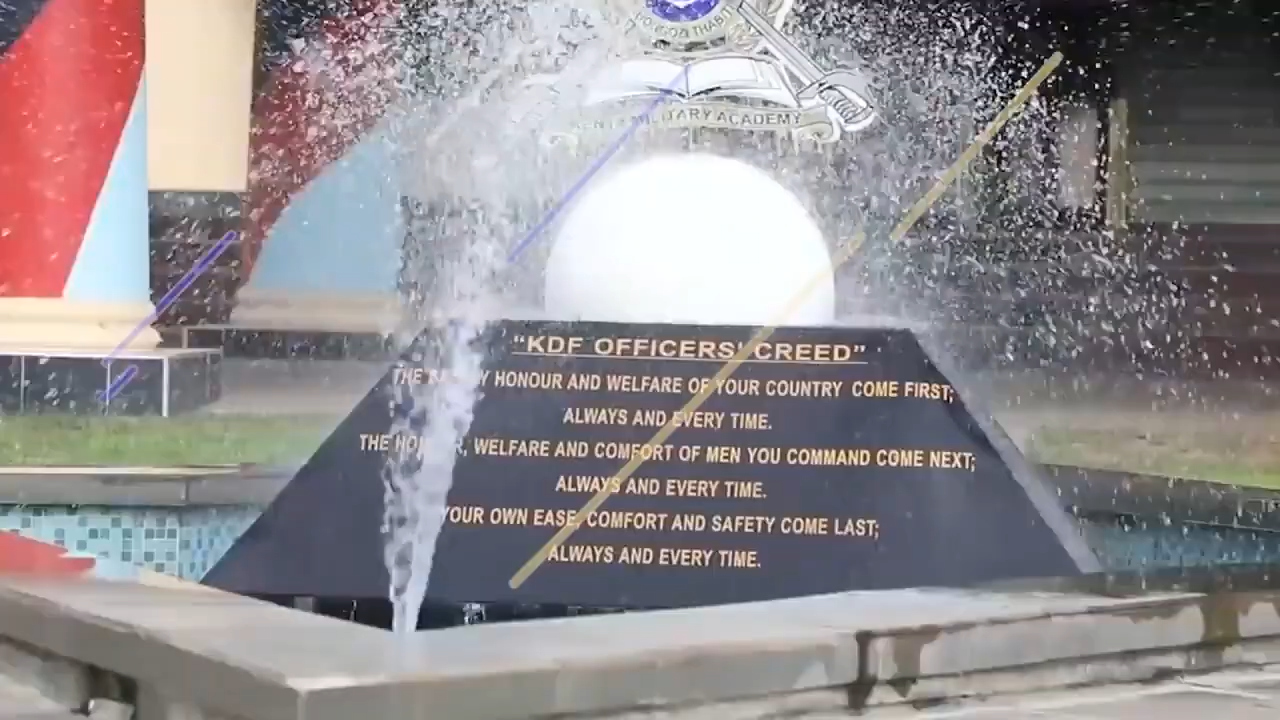 MILITARY ACADEMY
“KDF OFFICERS' CREED”
THE HONOUR AND WELFARE OF YOUR COUNTRY COME FIRST;
ALWAYS AND EVERY TIME.
THE WELFARE AND COMFORT OF MEN YOU COMMAND COME NEXT;
ALWAYS AND EVERY TIME.
YOUR OWN EASE, COMFORT AND SAFETY COME LAST;
ALWAYS AND EVERY TIME.